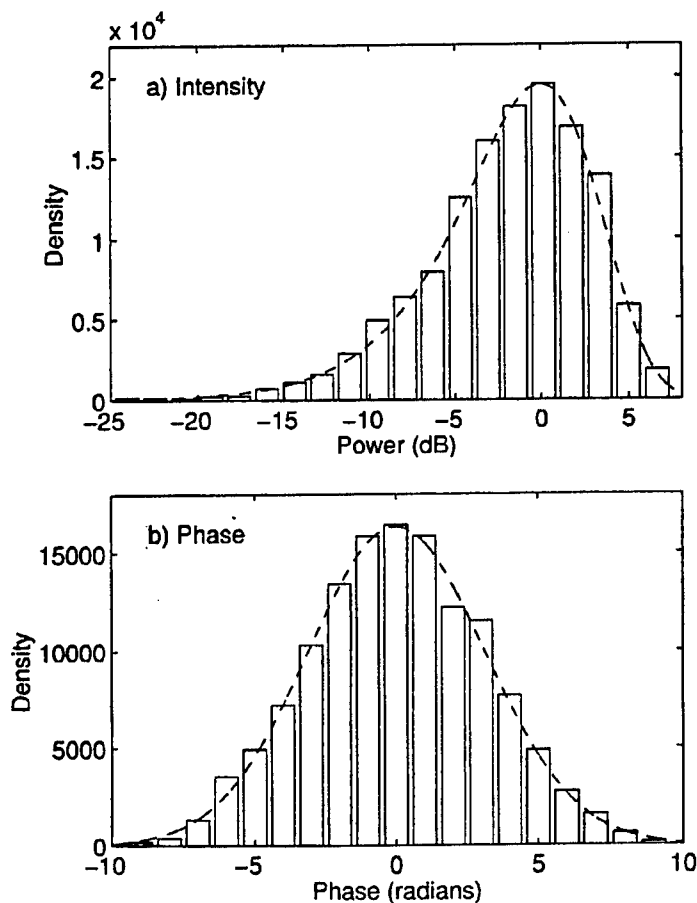 x 10^4
a) Intensity
2
1.5
1
0.5
0
Density
−25 −20 −15 −10 −5 0 5
Power (dB)
b) Phase
15000
10000
5000
0
Density
−10 −5 0 5 10
Phase (radians)